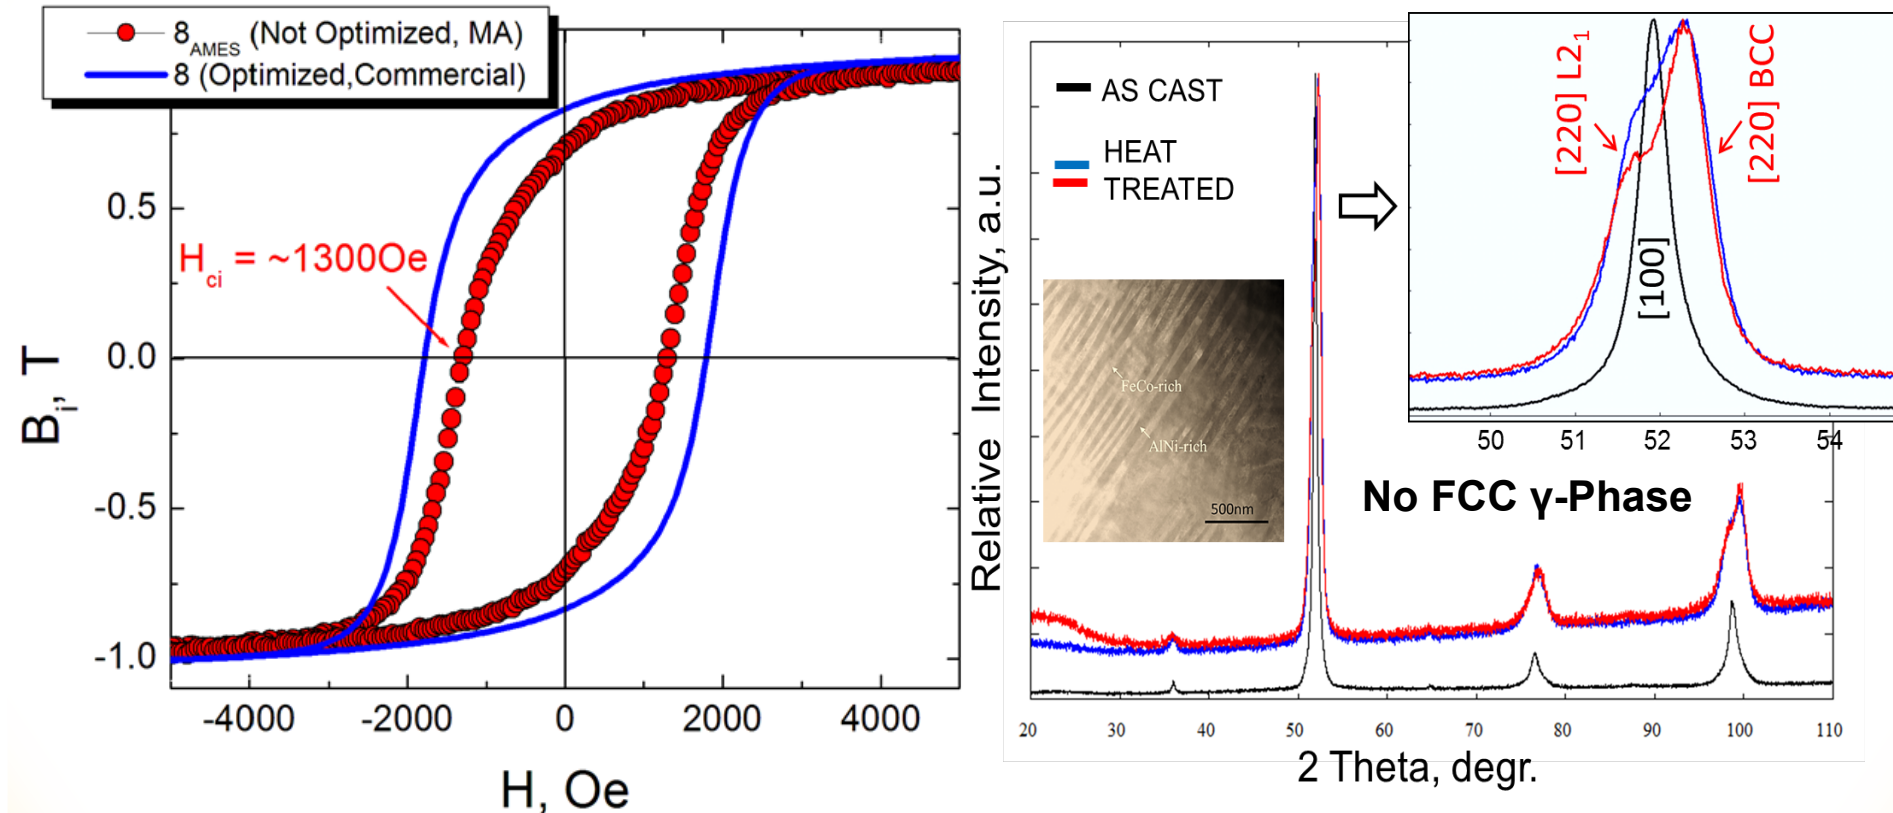 8AMES (Not Optimized, MA)
8 (Optimized,Commercial)
Hci = ~1300Oe
0.5
0.0
-0.5
-1.0
Bi, T
-4000 -2000 0 2000 4000
H, Oe
AS CAST
HEAT
TREATED
Relative Intensity, a.u.
FeCo-rich
AlNi-rich
500nm
[220] L21
[100]
[220] BCC
50 51 52 53 54
No FCC γ-Phase
20 30 40 50 60 70 80 90 100 110
2 Theta, degr.